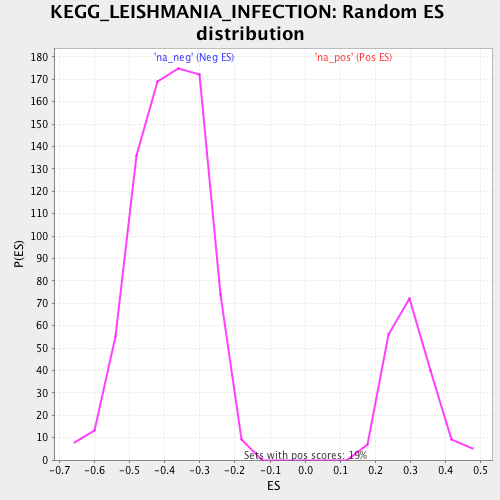 KEGG_LEISHMANIA_INFECTION: Random ES
distribution
'na_neg' (Neg ES)
'na_pos' (Pos ES)
180
170
160
150
140
130
120
110
100
90
80
70
60
50
40
30
20
10
0
P(ES)
Sets with pos scores: 19%
-0.7 -0.6 -0.5 -0.4 -0.3 -0.2 -0.1 0.0 0.1 0.2 0.3 0.4 0.5
ES